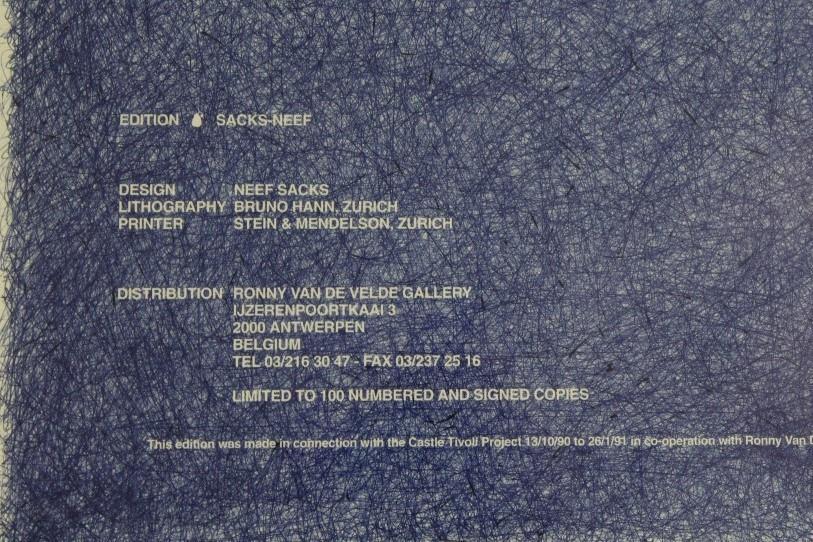 EDITION SACKS-NEEF
DESIGN NEEF SACKS
LITHOGRAPHY BRUNO HANN, ZURICH
PRINTER STEIN & MENDELSON, ZURICH
DISTRIBUTION RONNY VAN DE VELDE GALLERY
IJZERENPOORTKAAI 3
2000 ANTWERPEN
BELGIUM
TEL 03/216 30 47 - FAX 03/237 25 16
LIMITED TO 100 NUMBERED AND SIGNED COPIES
This edition was made in connection with the Castle Tivoli Project 13/10/90 to 26/1/91 in co-operation with Ronny Van